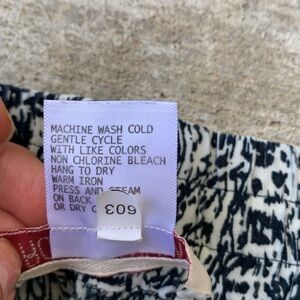 MACHINE WASH COLD
GENTLE CYCLE
WITH LIKE COLORS
NON CHLORINE BLEACH
HANG TO DRY
WARM IRON
PRESS AND STEAM
ON BACK
OR DRY
603